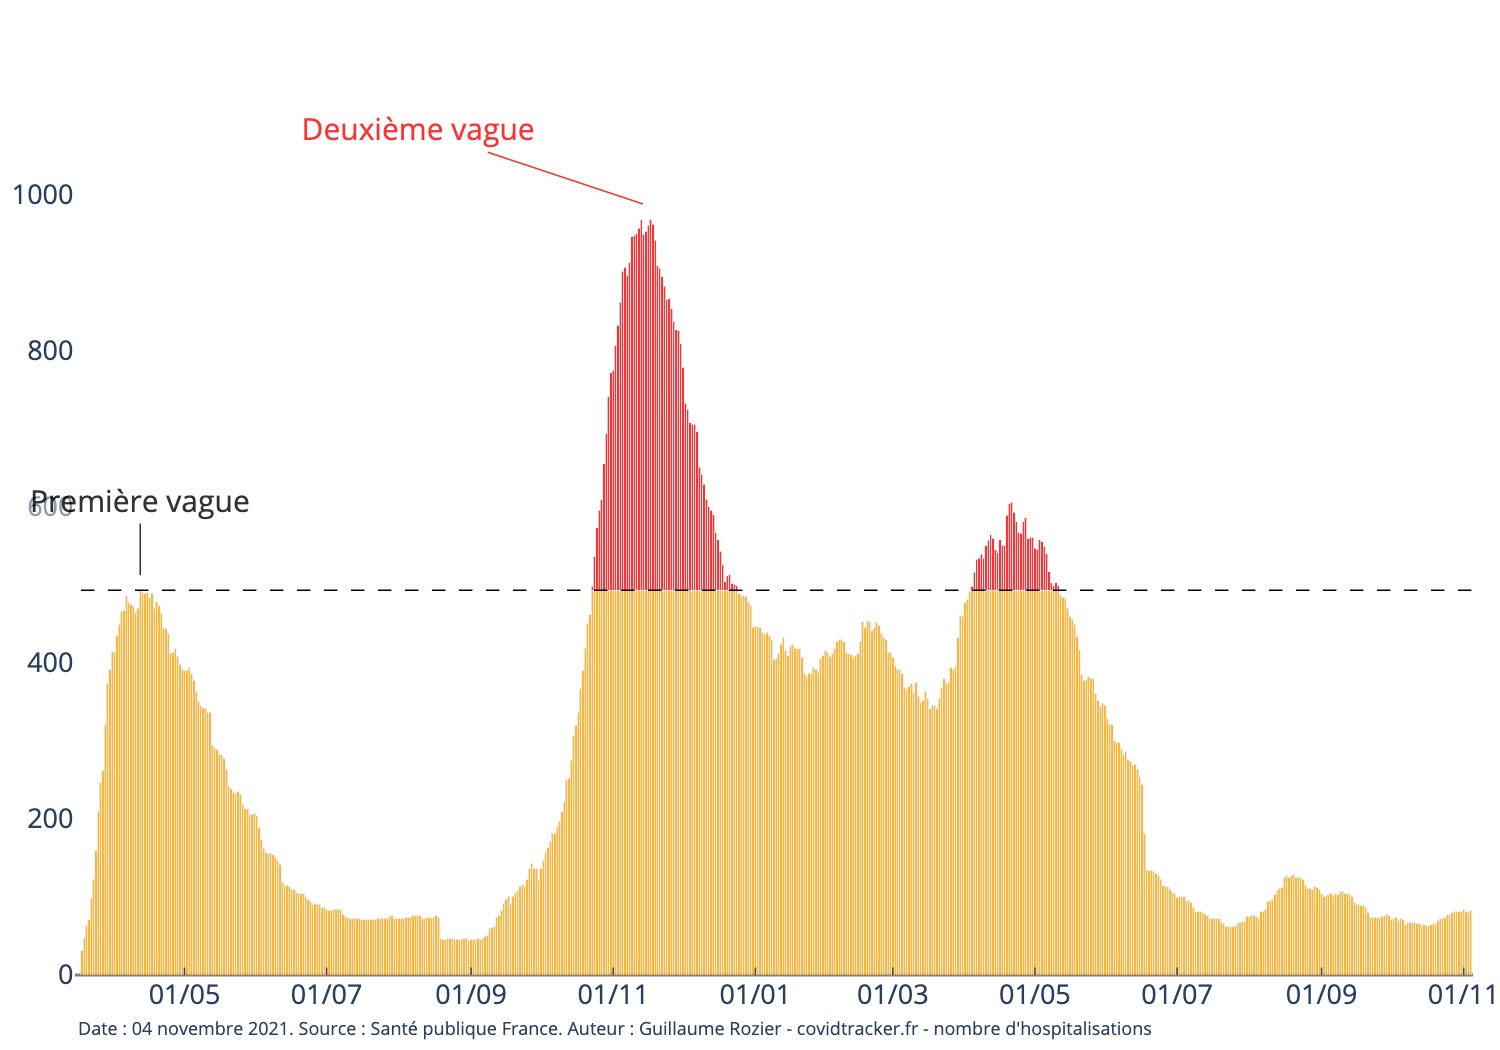 Deuxième vague
1000
800
600
Première vague
400
200
0
01/05 01/07 01/09 01/11 01/01 01/03 01/05 01/07 01/09 01/11
Date : 04 novembre 2021. Source : Santé publique France. Auteur : Guillaume Rozier - covidtracker.fr - nombre d'hospitalisations